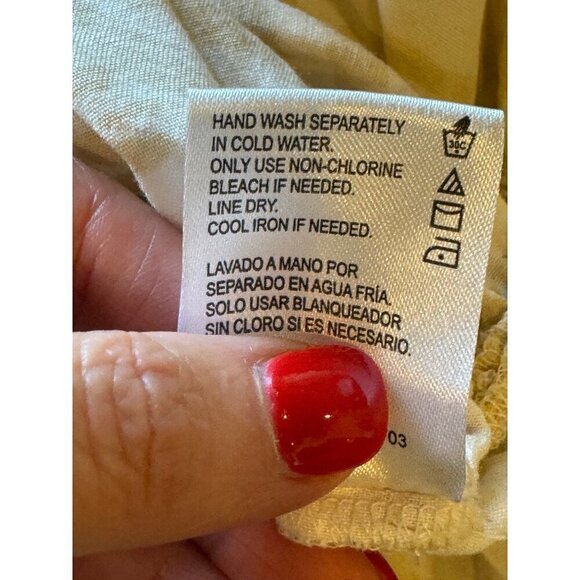 HAND WASH SEPARATELY
IN COLD WATER.
ONLY USE NON-CHLORINE
BLEACH IF NEEDED.
LINE DRY.
COOL IRON IF NEEDED.
30C
LAVADO A MANO POR
SEPARADO EN AGUA FRÍA.
SOLO USAR BLANQUEADOR
SIN CLORO SI ES NECESARIO.
03